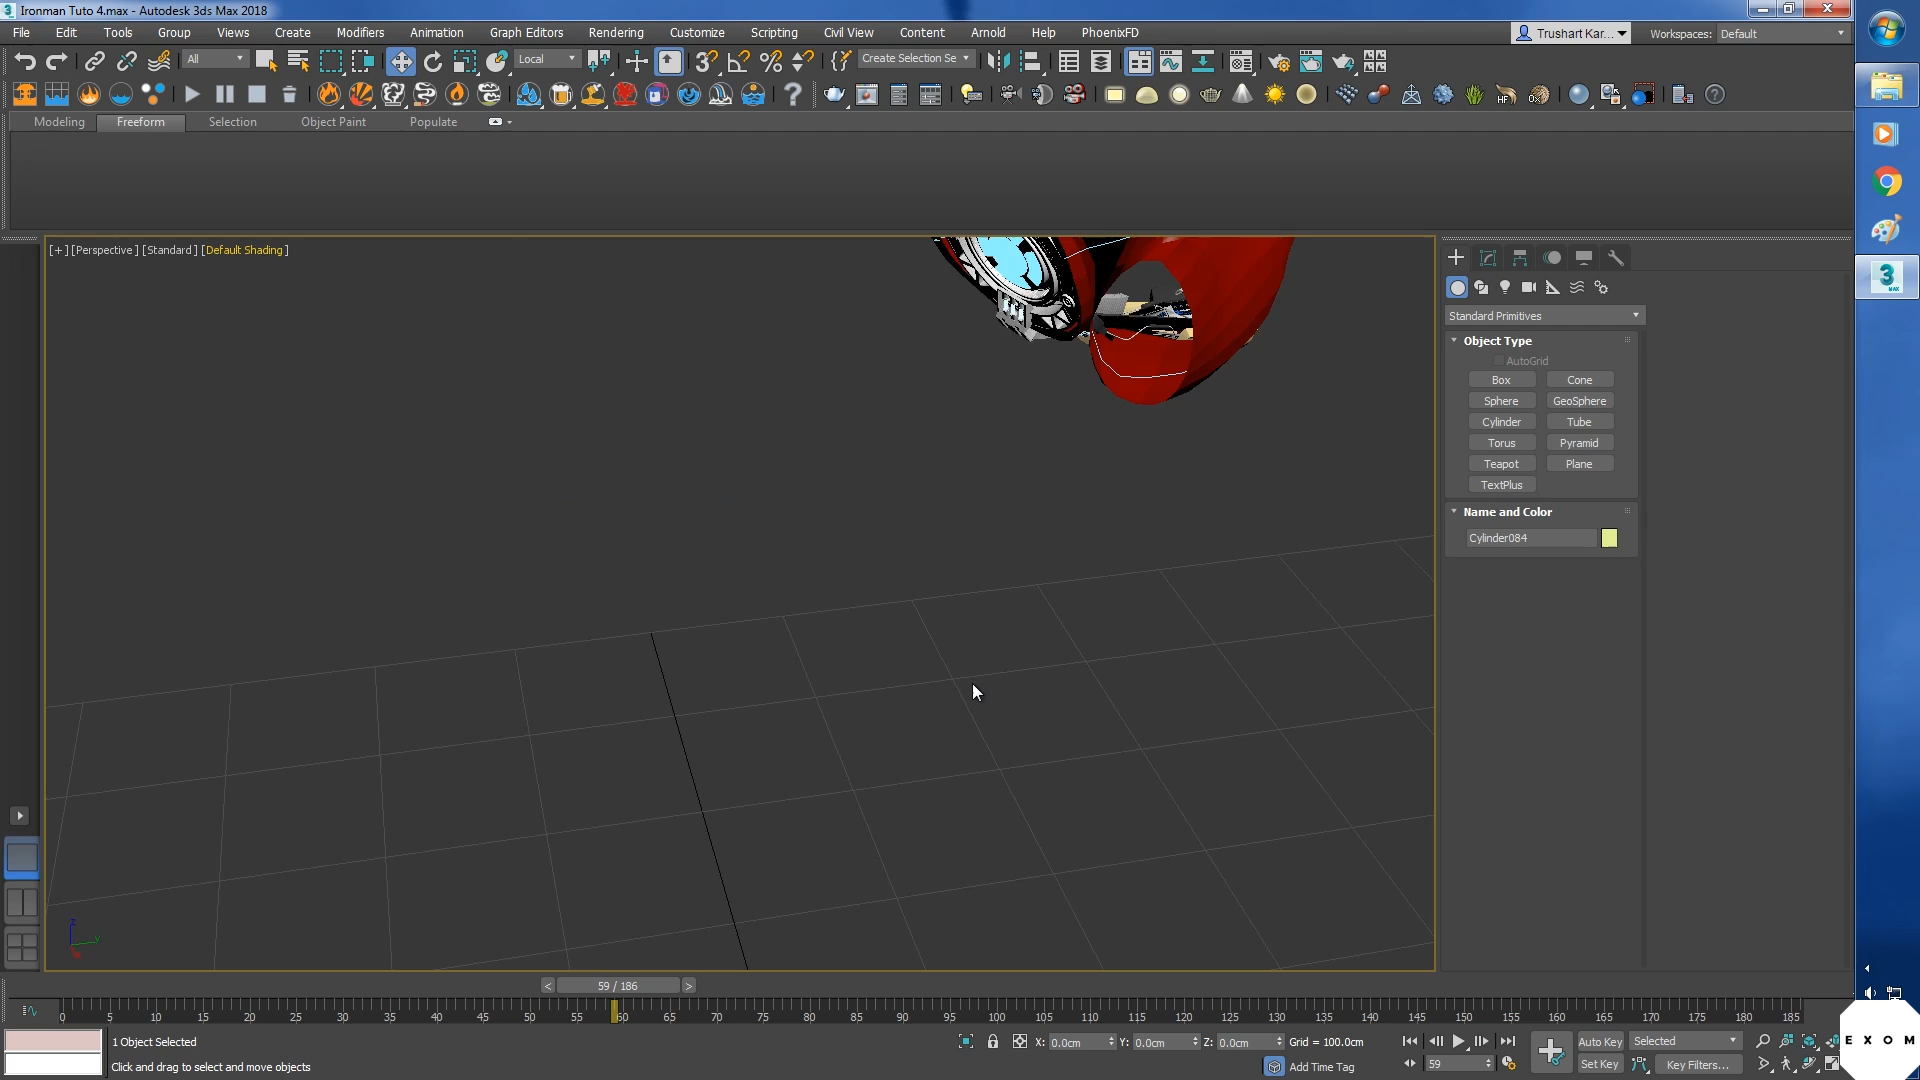 Ironman Tuto 4.max - Autodesk 3ds Max 2018
File Edit Tools Group Views Create Modifiers Animation Graph Editors Rendering Customize Scripting Civil View Content Arnold Help PhoenixFD
Trushart Kar... Workspaces: Default
All Local Create Selection Se
Modeling Freeform Selection Object Paint Populate
[+] [Perspective] [Standard] [Default Shading]
Standard Primitives
Object Type
AutoGrid
Box Cone
Sphere GeoSphere
Cylinder Tube
Torus Pyramid
Teapot Plane
TextPlus
Name and Color
Cylinder084
3
MAX
z
y
< 59 / 186 >
0 5 10 15 20 25 30 35 40 45 50 55 60 65 70 75 80 85 90 95 100 105 110 115 120 125 130 135 140 145 150 155 160 165 170 175 180 185
1 Object Selected
X: 0.0cm Y: 0.0cm Z: 0.0cm Grid = 100.0cm
Auto Key Selected
Click and drag to select and move objects
Add Time Tag
59
Set Key Key Filters...
E X O M